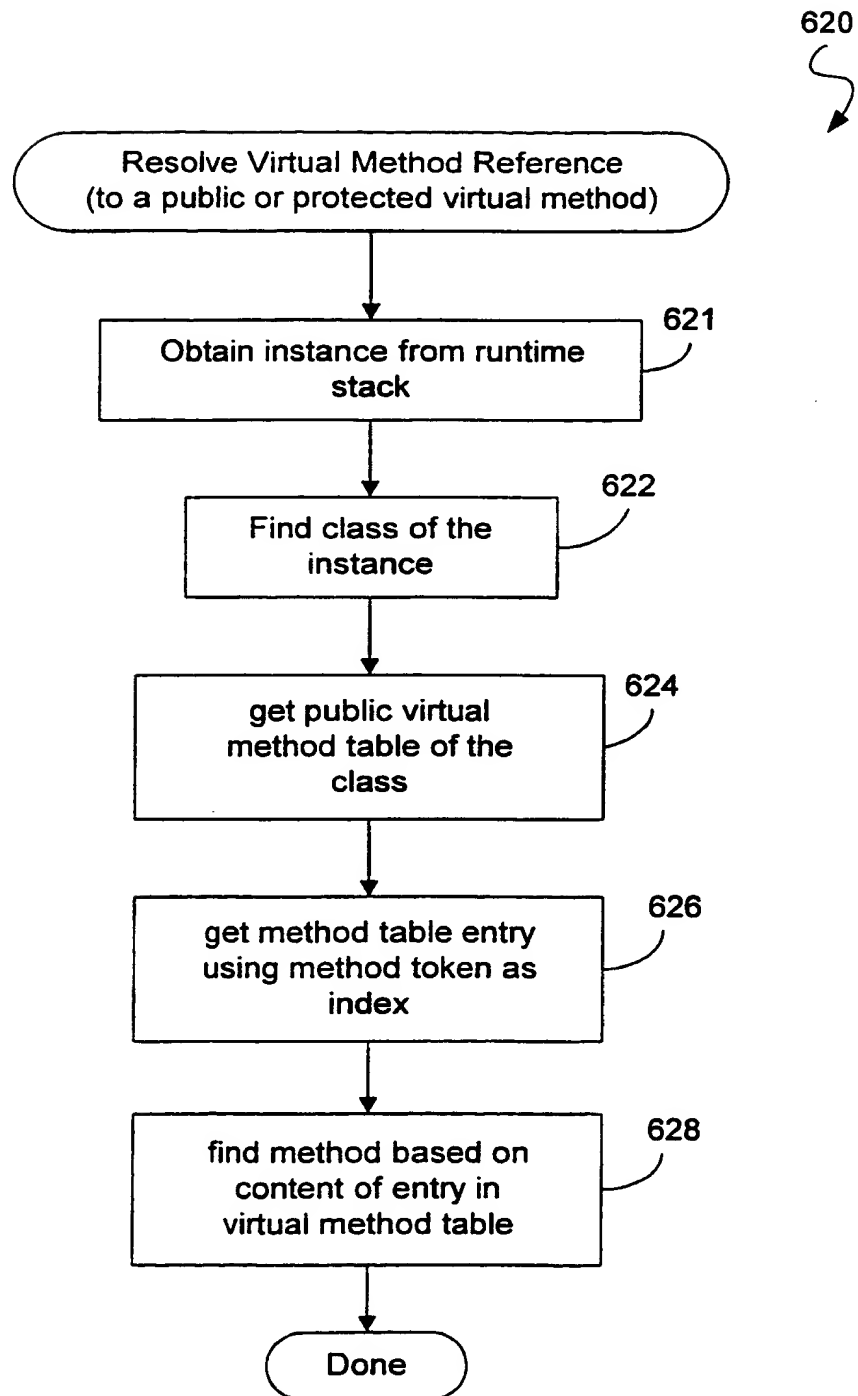 620
Resolve Virtual Method Reference
(to a public or protected virtual method)
621
Obtain instance from runtime
stack
622
Find class of the
instance
624
get public virtual
method table of the
class
626
get method table entry
using method token as
index
628
find method based on
content of entry in
virtual method table
Done